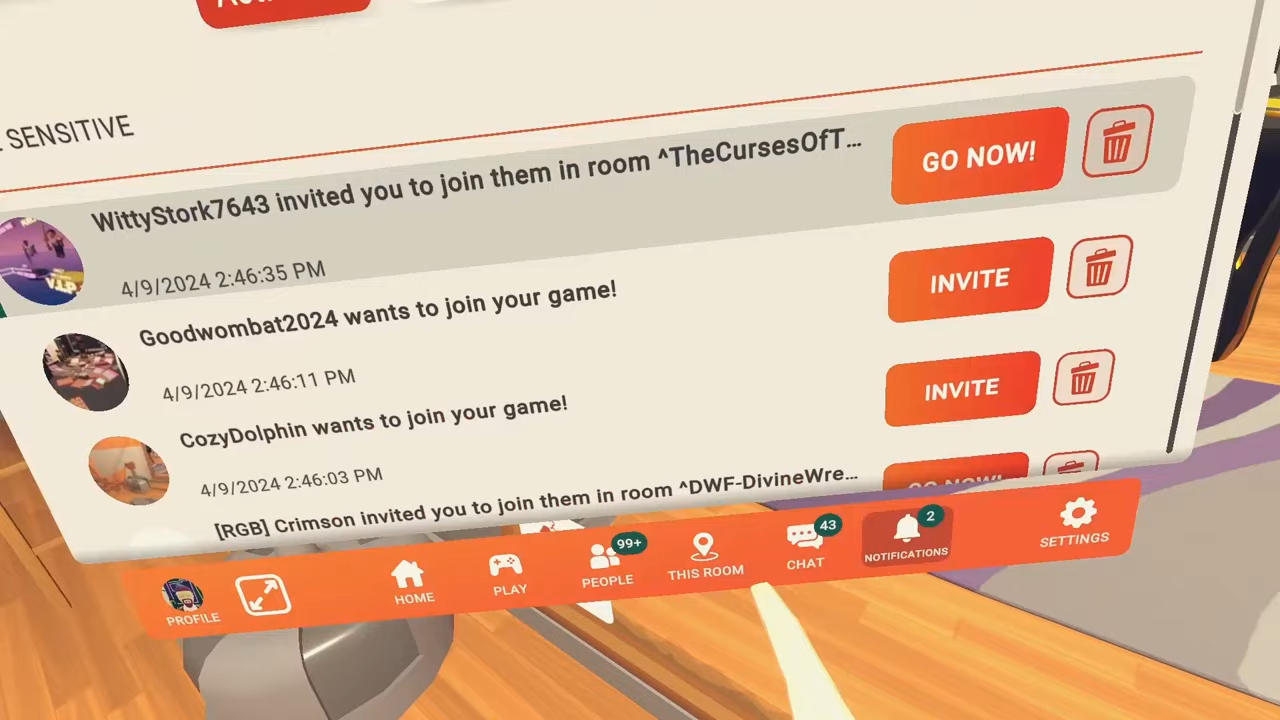 SENSITIVE
WittyStork7643 invited you to join them in room ^TheCursesOfT...
GO NOW!
4/9/2024 2:46:35 PM
V.I.P.
Goodwombat2024 wants to join your game!
INVITE
4/9/2024 2:46:11 PM
CozyDolphin wants to join your game!
INVITE
4/9/2024 2:46:03 PM
[RGB] Crimson invited you to join them in room ^DWF-DivineWre...
GO NOW!
PROFILE
HOME
PLAY
99+
PEOPLE
THIS ROOM
43
CHAT
2
NOTIFICATIONS
SETTINGS